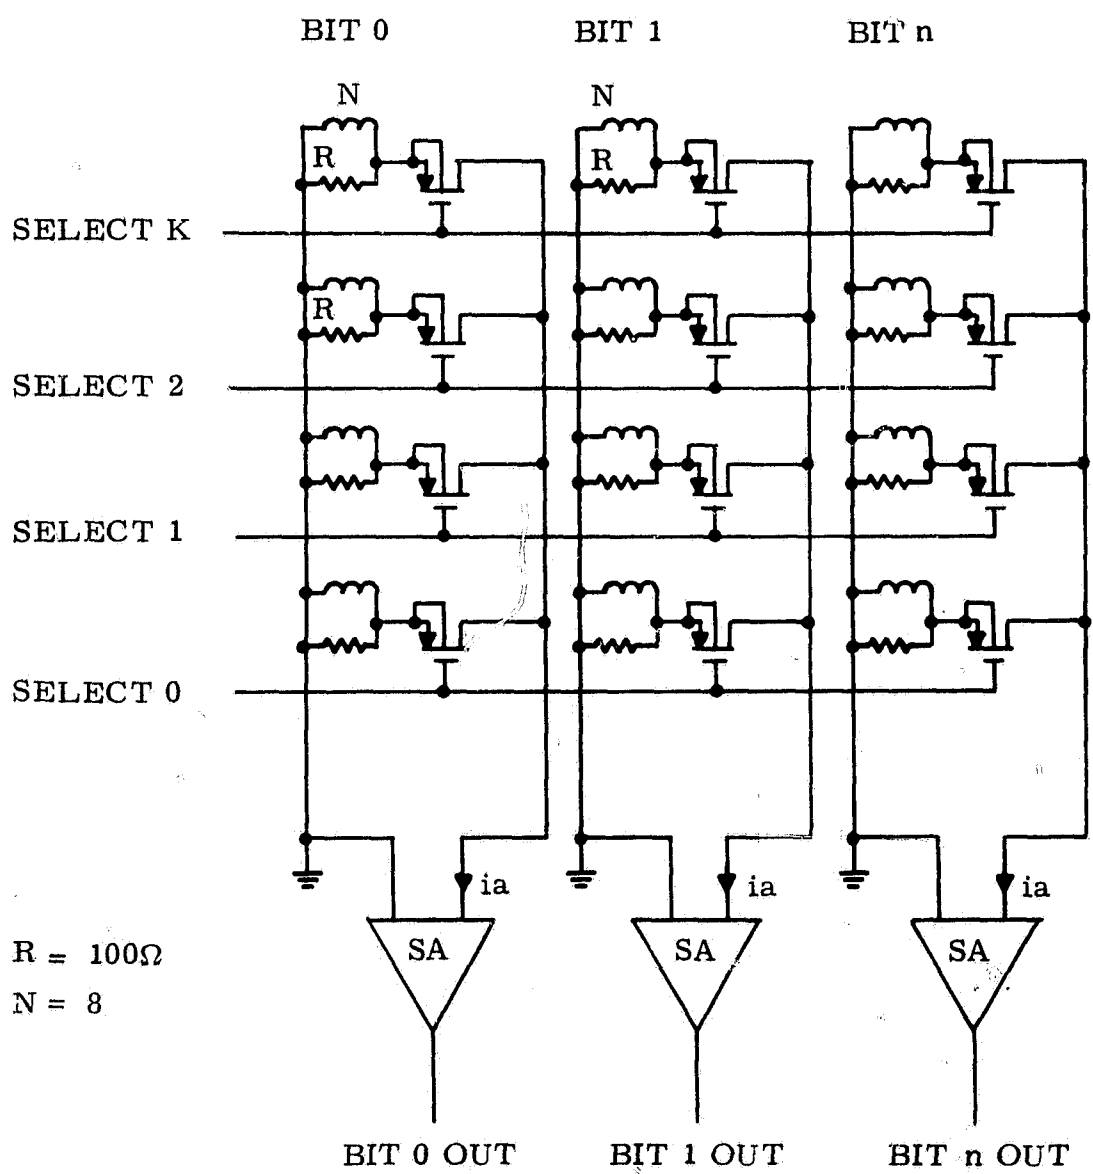 BIT 0 BIT 1 BIT n
N N
R R
SELECT K
R
SELECT 2
SELECT 1
SELECT 0
ia ia ia
SA SA SA
R = 100Ω
N = 8
BIT 0 OUT BIT 1 OUT BIT n OUT